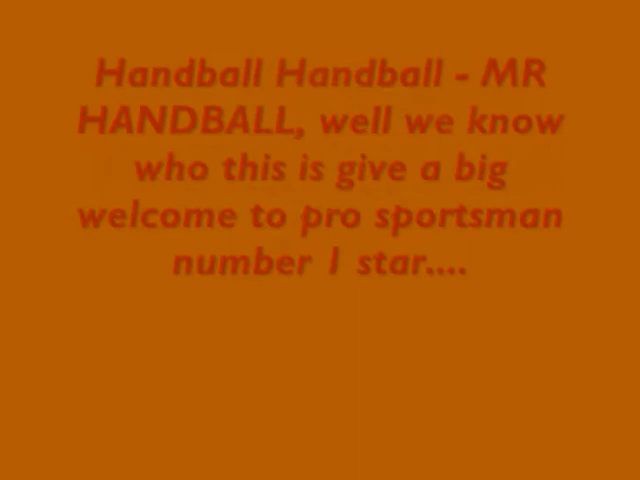 Handball Handball - MR
HANDBALL, well we know
who this is give a big
welcome to pro sportsman
number 1 star....